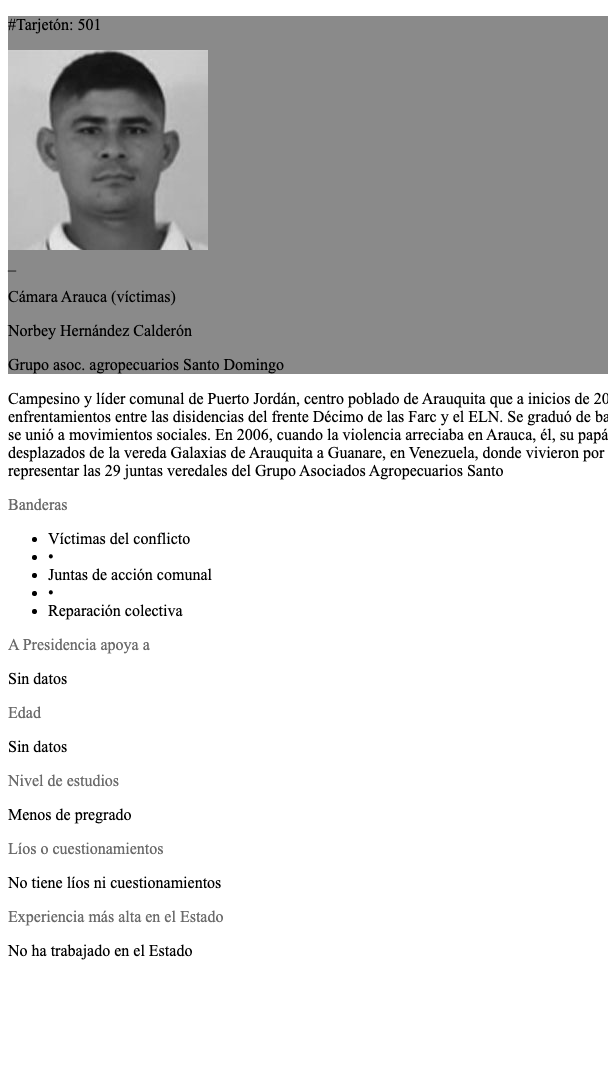 #Tarjetón: 501
_
Cámara Arauca (víctimas)
Norbey Hernández Calderón
Grupo asoc. agropecuarios Santo Domingo
Campesino y líder comunal de Puerto Jordán, centro poblado de Arauquita que a inicios de 20
enfrentamientos entre las disidencias del frente Décimo de las Farc y el ELN. Se graduó de ba
se unió a movimientos sociales. En 2006, cuando la violencia arreciaba en Arauca, él, su papá
desplazados de la vereda Galaxias de Arauquita a Guanare, en Venezuela, donde vivieron por
representar las 29 juntas veredales del Grupo Asociados Agropecuarios Santo
Banderas
• Víctimas del conflicto
• •
• Juntas de acción comunal
• •
• Reparación colectiva
A Presidencia apoya a
Sin datos
Edad
Sin datos
Nivel de estudios
Menos de pregrado
Líos o cuestionamientos
No tiene líos ni cuestionamientos
Experiencia más alta en el Estado
No ha trabajado en el Estado